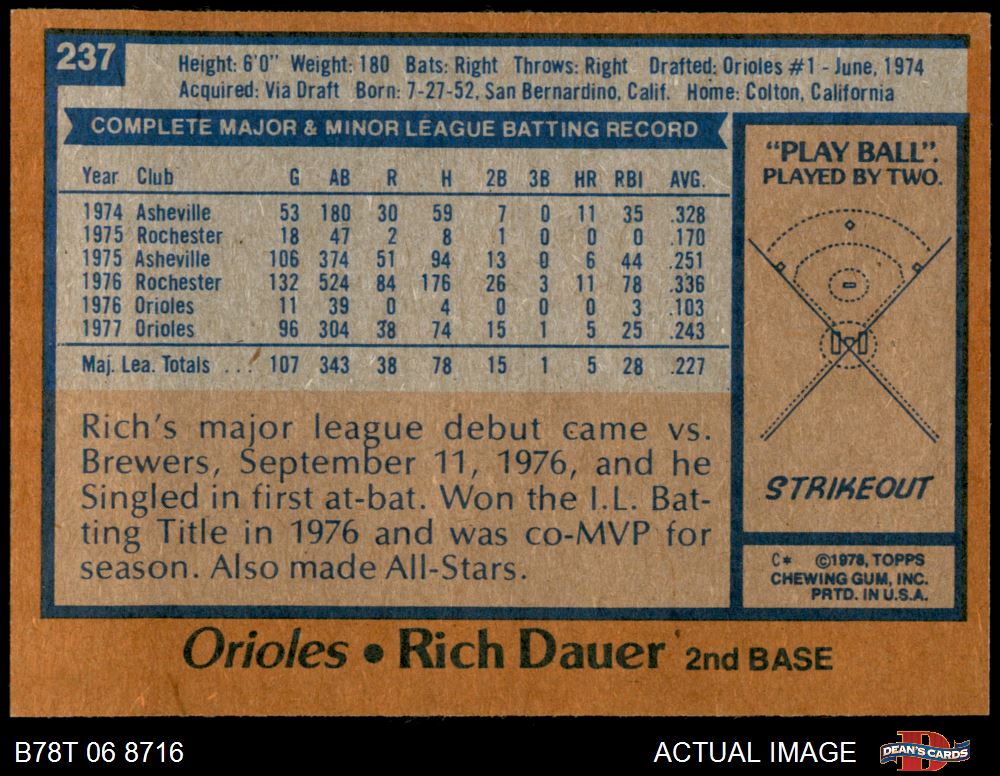 237
Height: 6'0" Weight: 180 Bats: Right Throws: Right Drafted: Orioles #1 - June, 1974
Acquired: Via Draft Born: 7-27-52, San Bernardino, Calif. Home: Colton, California
COMPLETE MAJOR & MINOR LEAGUE BATTING RECORD
Year Club G AB R H 2B 3B HR RBI AVG.
1974 Asheville 53 180 30 59 7 0 11 35 .328
1975 Rochester 18 47 2 8 1 0 0 0 .170
1975 Asheville 106 374 51 94 13 0 6 44 .251
1976 Rochester 132 524 84 176 26 3 11 78 .336
1976 Orioles 11 39 0 4 0 0 0 3 .103
1977 Orioles 96 304 38 74 15 1 5 25 .243
Maj. Lea. Totals ... 107 343 38 78 15 1 5 28 .227
Rich's major league debut came vs.
Brewers, September 11, 1976, and he
Singled in first at-bat. Won the I.L. Bat-
ting Title in 1976 and was co-MVP for
season. Also made All-Stars.
"PLAY BALL".
PLAYED BY TWO.
STRIKEOUT
C* ©1978, TOPPS
CHEWING GUM, INC.
PRTD. IN U.S.A.
Orioles • Rich Dauer 2nd BASE
B78T 06 8716
ACTUAL IMAGE
DEAN'S CARDS